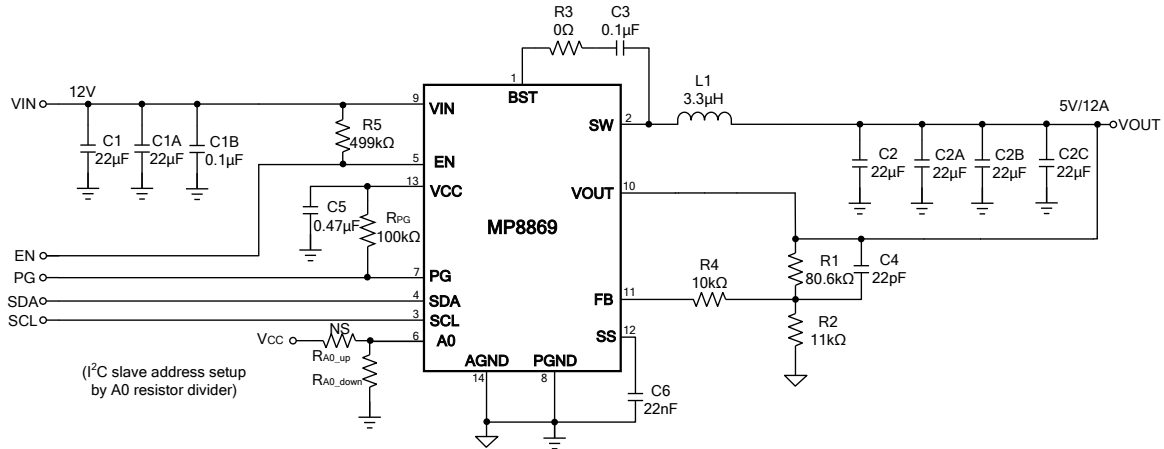 R3
0Ω
C3
0.1µF
1
BST
L1
3.3µH
VIN
12V
9
VIN
C1
22µF
C1A
22µF
C1B
0.1µF
R5
499kΩ
SW
2
5V/12A
VOUT
C2
22µF
C2A
22µF
C2B
22µF
C2C
22µF
5
EN
13
VCC
C5
0.47µF
RPG
100kΩ
VOUT
10
MP8869
EN
PG
7
PG
SDA
4
SDA
SCL
3
SCL
R4
10kΩ
R1
80.6kΩ
C4
22pF
FB
11
R2
11kΩ
SS
12
VCC
NS
RA0_up
6
A0
RA0_down
AGND
14
PGND
8
C6
22nF
(I²C slave address setup
by A0 resistor divider)